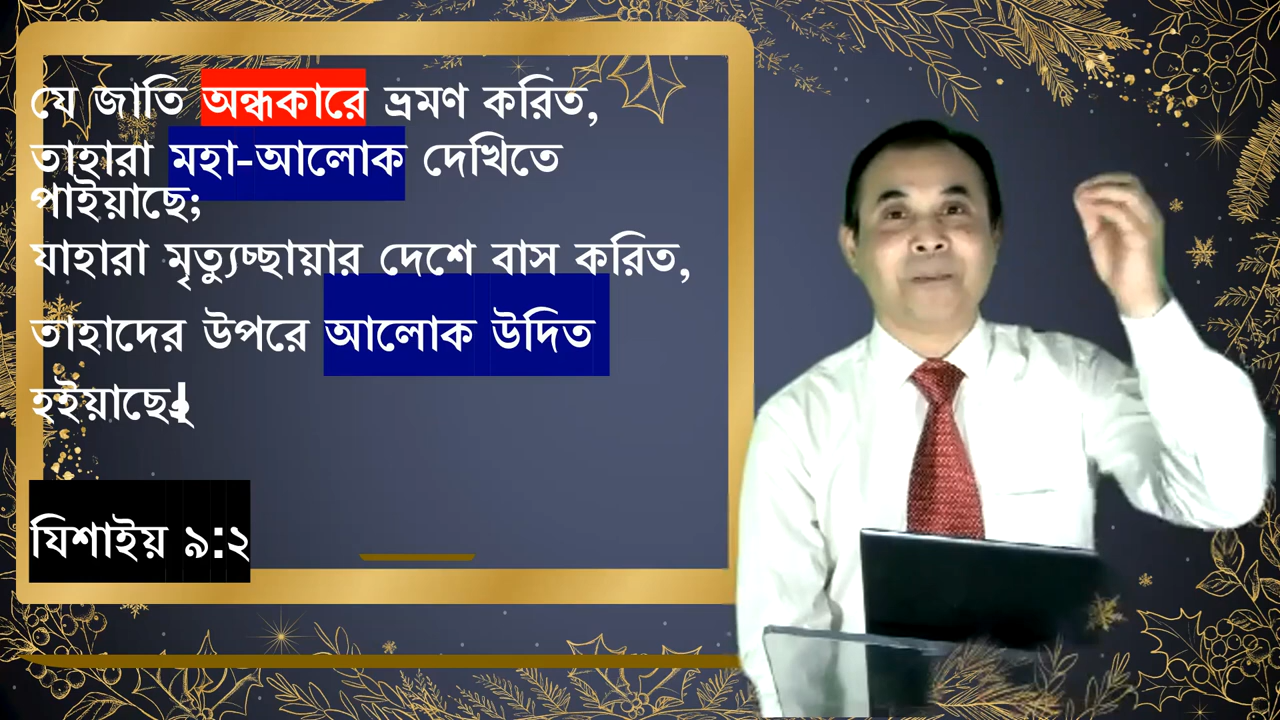 যে জাতি অন্ধকারে ভ্রমণ করিত,
তাহারা মহা-আলোক দেখিতে
পাইয়াছে;
যাহারা মৃত্যুচ্ছায়ার দেশে বাস করিত,
তাহাদের উপরে আলোক উদিত
হইয়াছে।
যিশাইয় ৯:২